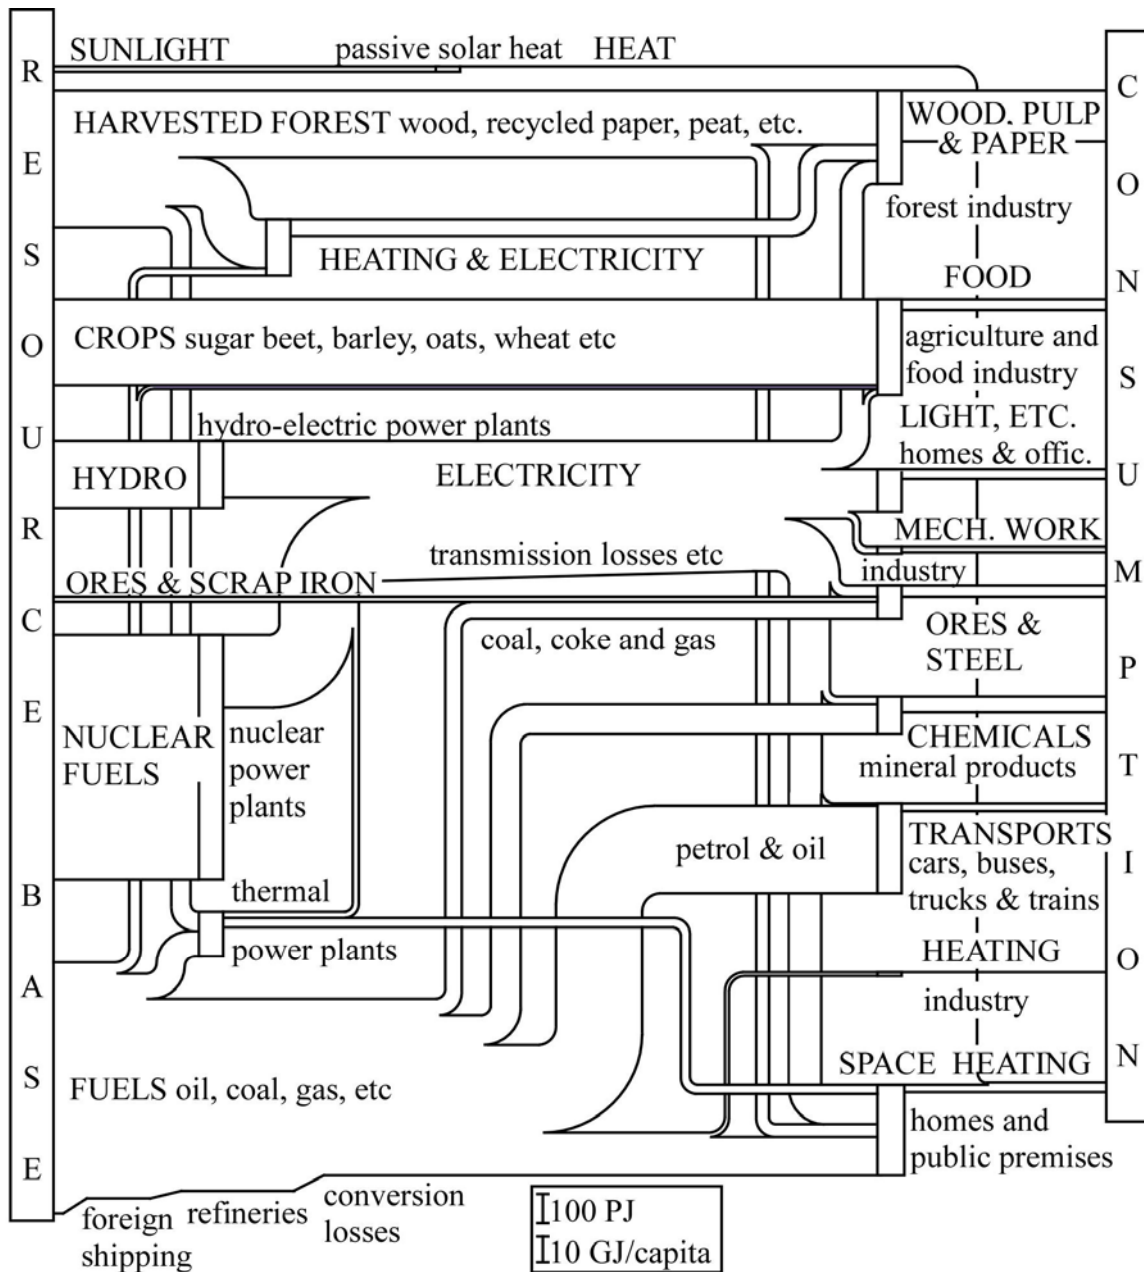 RESOURCE BASE
SUNLIGHT
passive solar heat
HEAT
HARVESTED FOREST wood, recycled paper, peat, etc.
WOOD, PULP
& PAPER
forest industry
HEATING & ELECTRICITY
FOOD
CROPS sugar beet, barley, oats, wheat etc
agriculture and
food industry
hydro-electric power plants
LIGHT, ETC.
homes & offic.
HYDRO
ELECTRICITY
MECH. WORK
industry
transmission losses etc
ORES & SCRAP IRON
coal, coke and gas
ORES &
STEEL
NUCLEAR
FUELS
nuclear
power
plants
CHEMICALS
mineral products
petrol & oil
TRANSPORTS
cars, buses,
trucks & trains
thermal
power plants
HEATING
industry
SPACE HEATING
FUELS oil, coal, gas, etc
homes and
public premises
foreign
shipping
refineries
conversion
losses
100 PJ
10 GJ/capita
CONSUMPTION